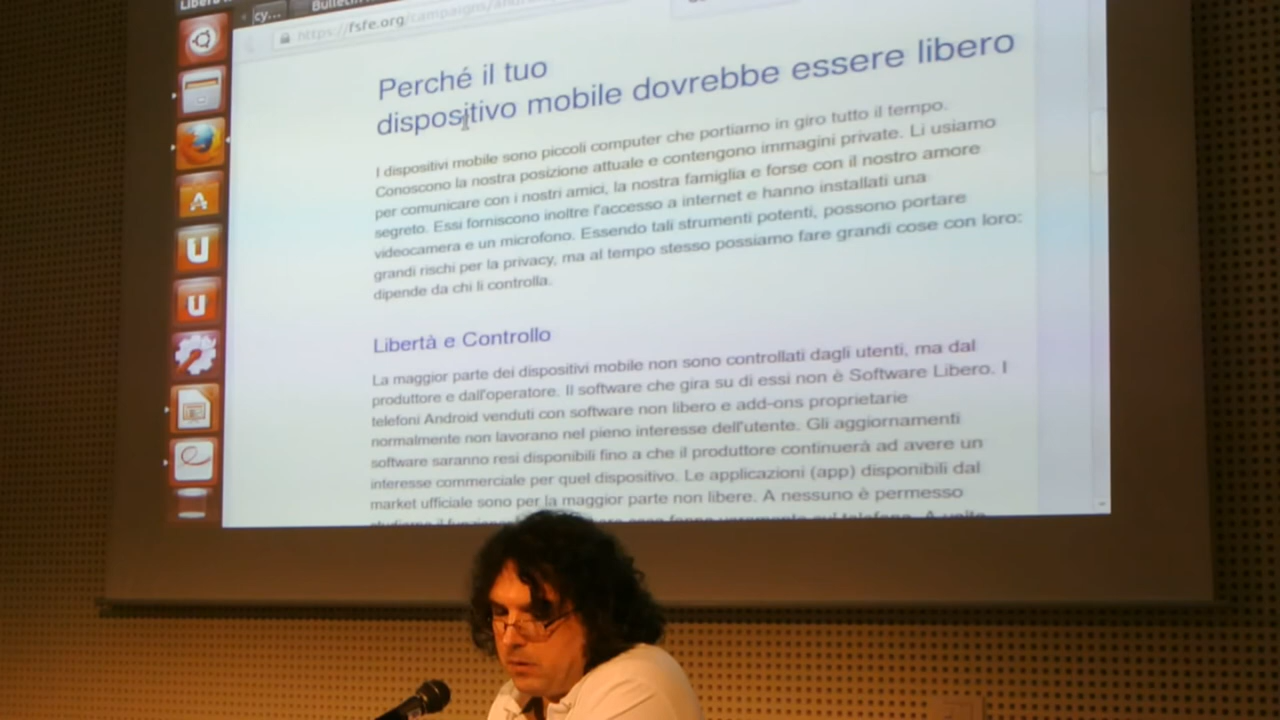 https://fsfe.org/campaigns/andro
Perché il tuo
dispositivo mobile dovrebbe essere libero
I dispositivi mobile sono piccoli computer che portiamo in giro tutto il tempo.
Conoscono la nostra posizione attuale e contengono immagini private. Li usiamo
per comunicare con i nostri amici, la nostra famiglia e forse con il nostro amore
segreto. Essi forniscono inoltre l'accesso a internet e hanno installati una
videocamera e un microfono. Essendo tali strumenti potenti, possono portare
grandi rischi per la privacy, ma al tempo stesso possiamo fare grandi cose con loro:
dipende da chi li controlla.
Libertà e Controllo
La maggior parte dei dispositivi mobile non sono controllati dagli utenti, ma dal
produttore e dall'operatore. Il software che gira su di essi non è Software Libero. I
telefoni Android venduti con software non libero e add-ons proprietarie
normalmente non lavorano nel pieno interesse dell'utente. Gli aggiornamenti
software saranno resi disponibili fino a che il produttore continuerà ad avere un
interesse commerciale per quel dispositivo. Le applicazioni (app) disponibili dal
market ufficiale sono per la maggior parte non libere. A nessuno è permesso